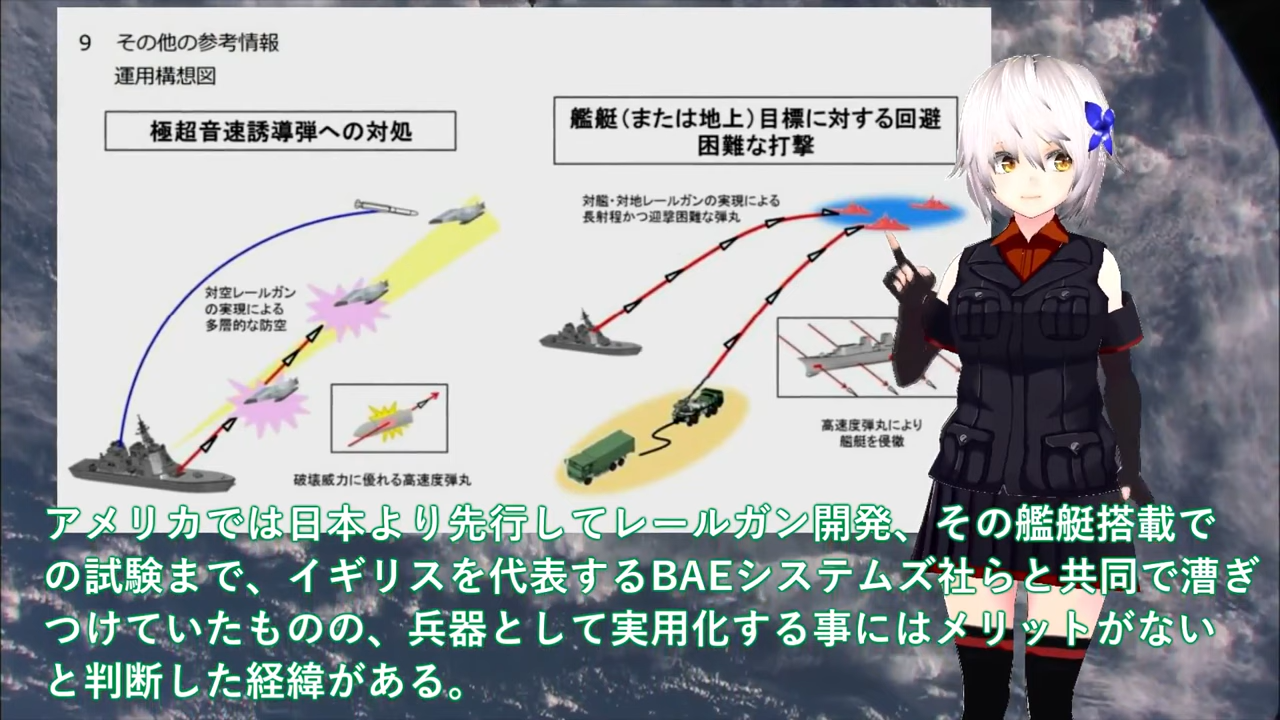 9 その他の参考情報
運用構想図
極超音速誘導弾への対処
対空レールガン
の実現による
多層的な防空
破壊威力に優れる高速度弾丸
艦艇(または地上)目標に対する回避
困難な打撃
対艦・対地レールガンの実現による
長射程かつ迎撃困難な弾丸
高速度弾丸により
艦艇を侵徹
アメリカでは日本より先行してレールガン開発、その艦艇搭載で
の試験まで、イギリスを代表するBAEシステムズ社らと共同で漕ぎ
つけていたものの、兵器として実用化する事にはメリットがない
と判断した経緯がある。